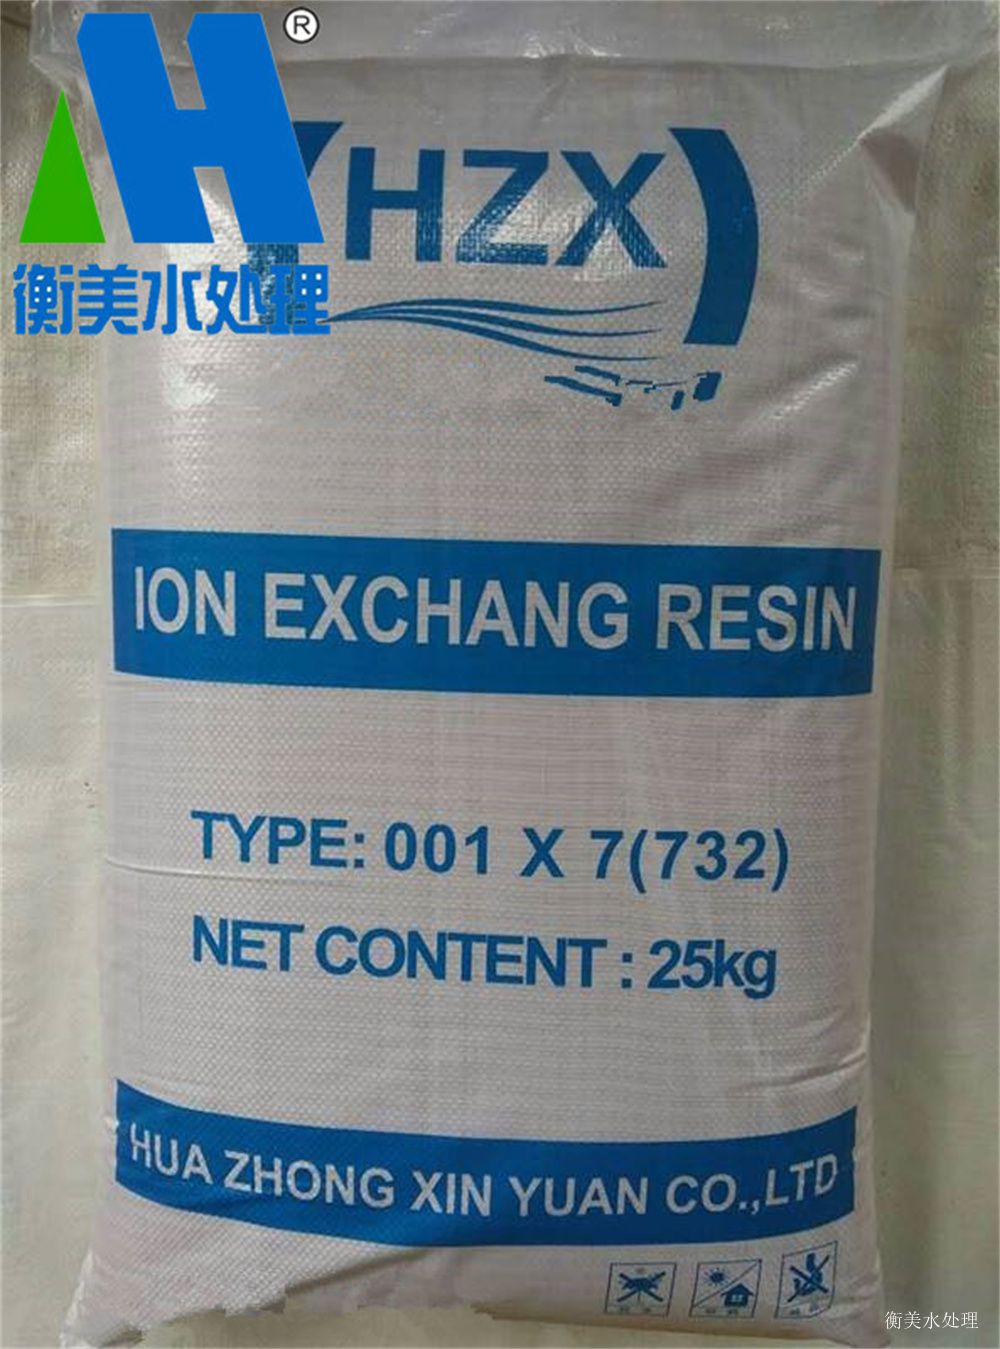 ®
衡美水处理
HZX
ION EXCHANG RESIN
TYPE: 001 X 7(732)
NET CONTENT : 25kg
HUA ZHONG XIN YUAN CO.,LTD
衡美水处理